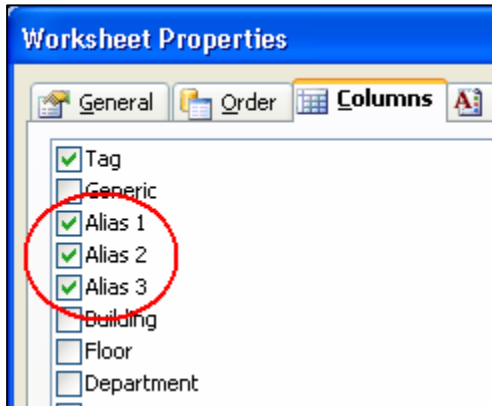 Worksheet Properties
General Order Columns A
Tag
Generic
Alias 1
Alias 2
Alias 3
Building
Floor
Department